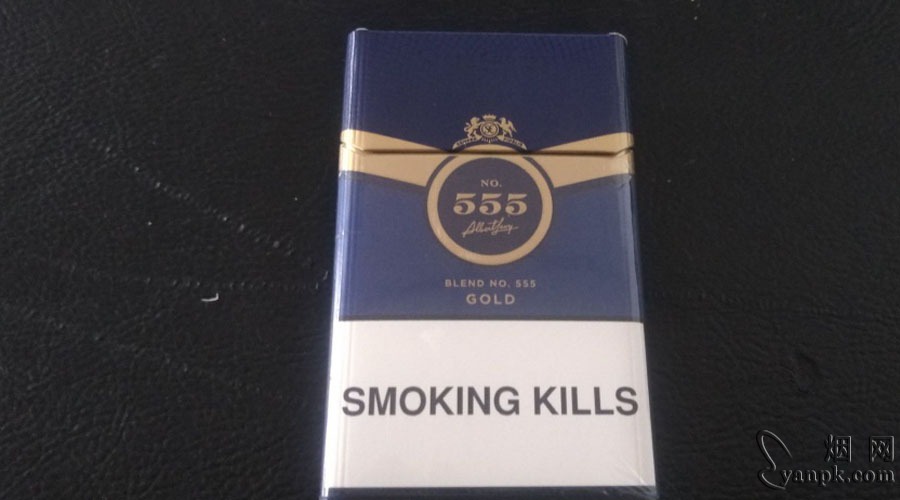 NO.
555
BLEND NO. 555
GOLD
SMOKING KILLS
烟网
yanpk.com